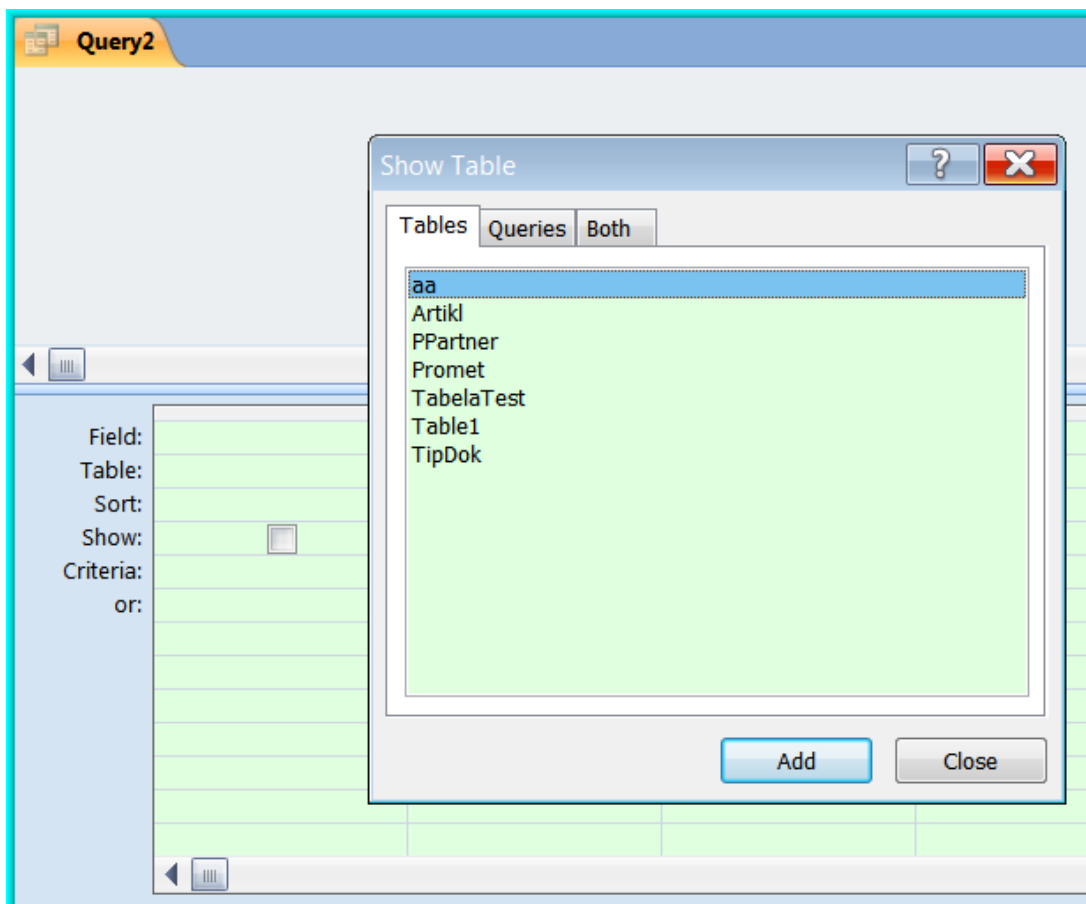 Query2
Show Table
Tables Queries Both
aa
Artikl
PPartner
Promet
TabelaTest
Table1
TipDok
Field:
Table:
Sort:
Show:
Criteria:
or:
Add Close